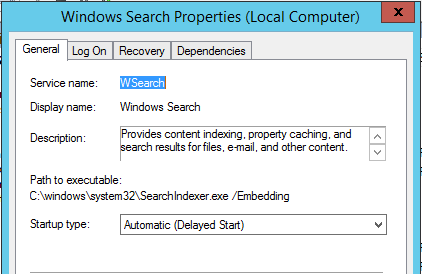 Windows Search Properties (Local Computer)
x
General Log On Recovery Dependencies
Service name: WSearch
Display name: Windows Search
Description: Provides content indexing, property caching, and
search results for files, e-mail, and other content.
Path to executable:
C:\windows\system32\SearchIndexer.exe /Embedding
Startup type: Automatic (Delayed Start)